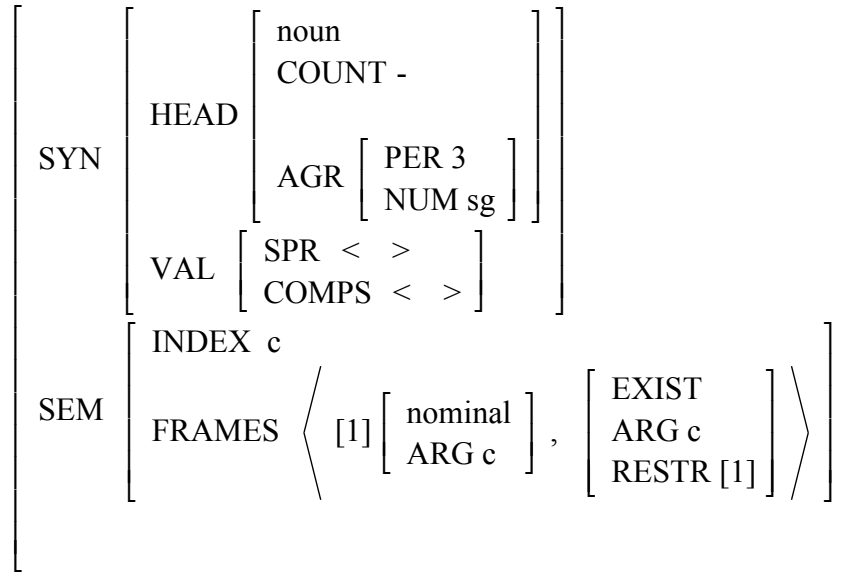 noun
COUNT -
HEAD
SYN
AGR
PER 3
NUM sg
VAL
SPR < >
COMPS < >
INDEX c
SEM
FRAMES ⟨ [1] [ nominal ARG c ] , [ EXIST ARG c RESTR [1] ] ⟩